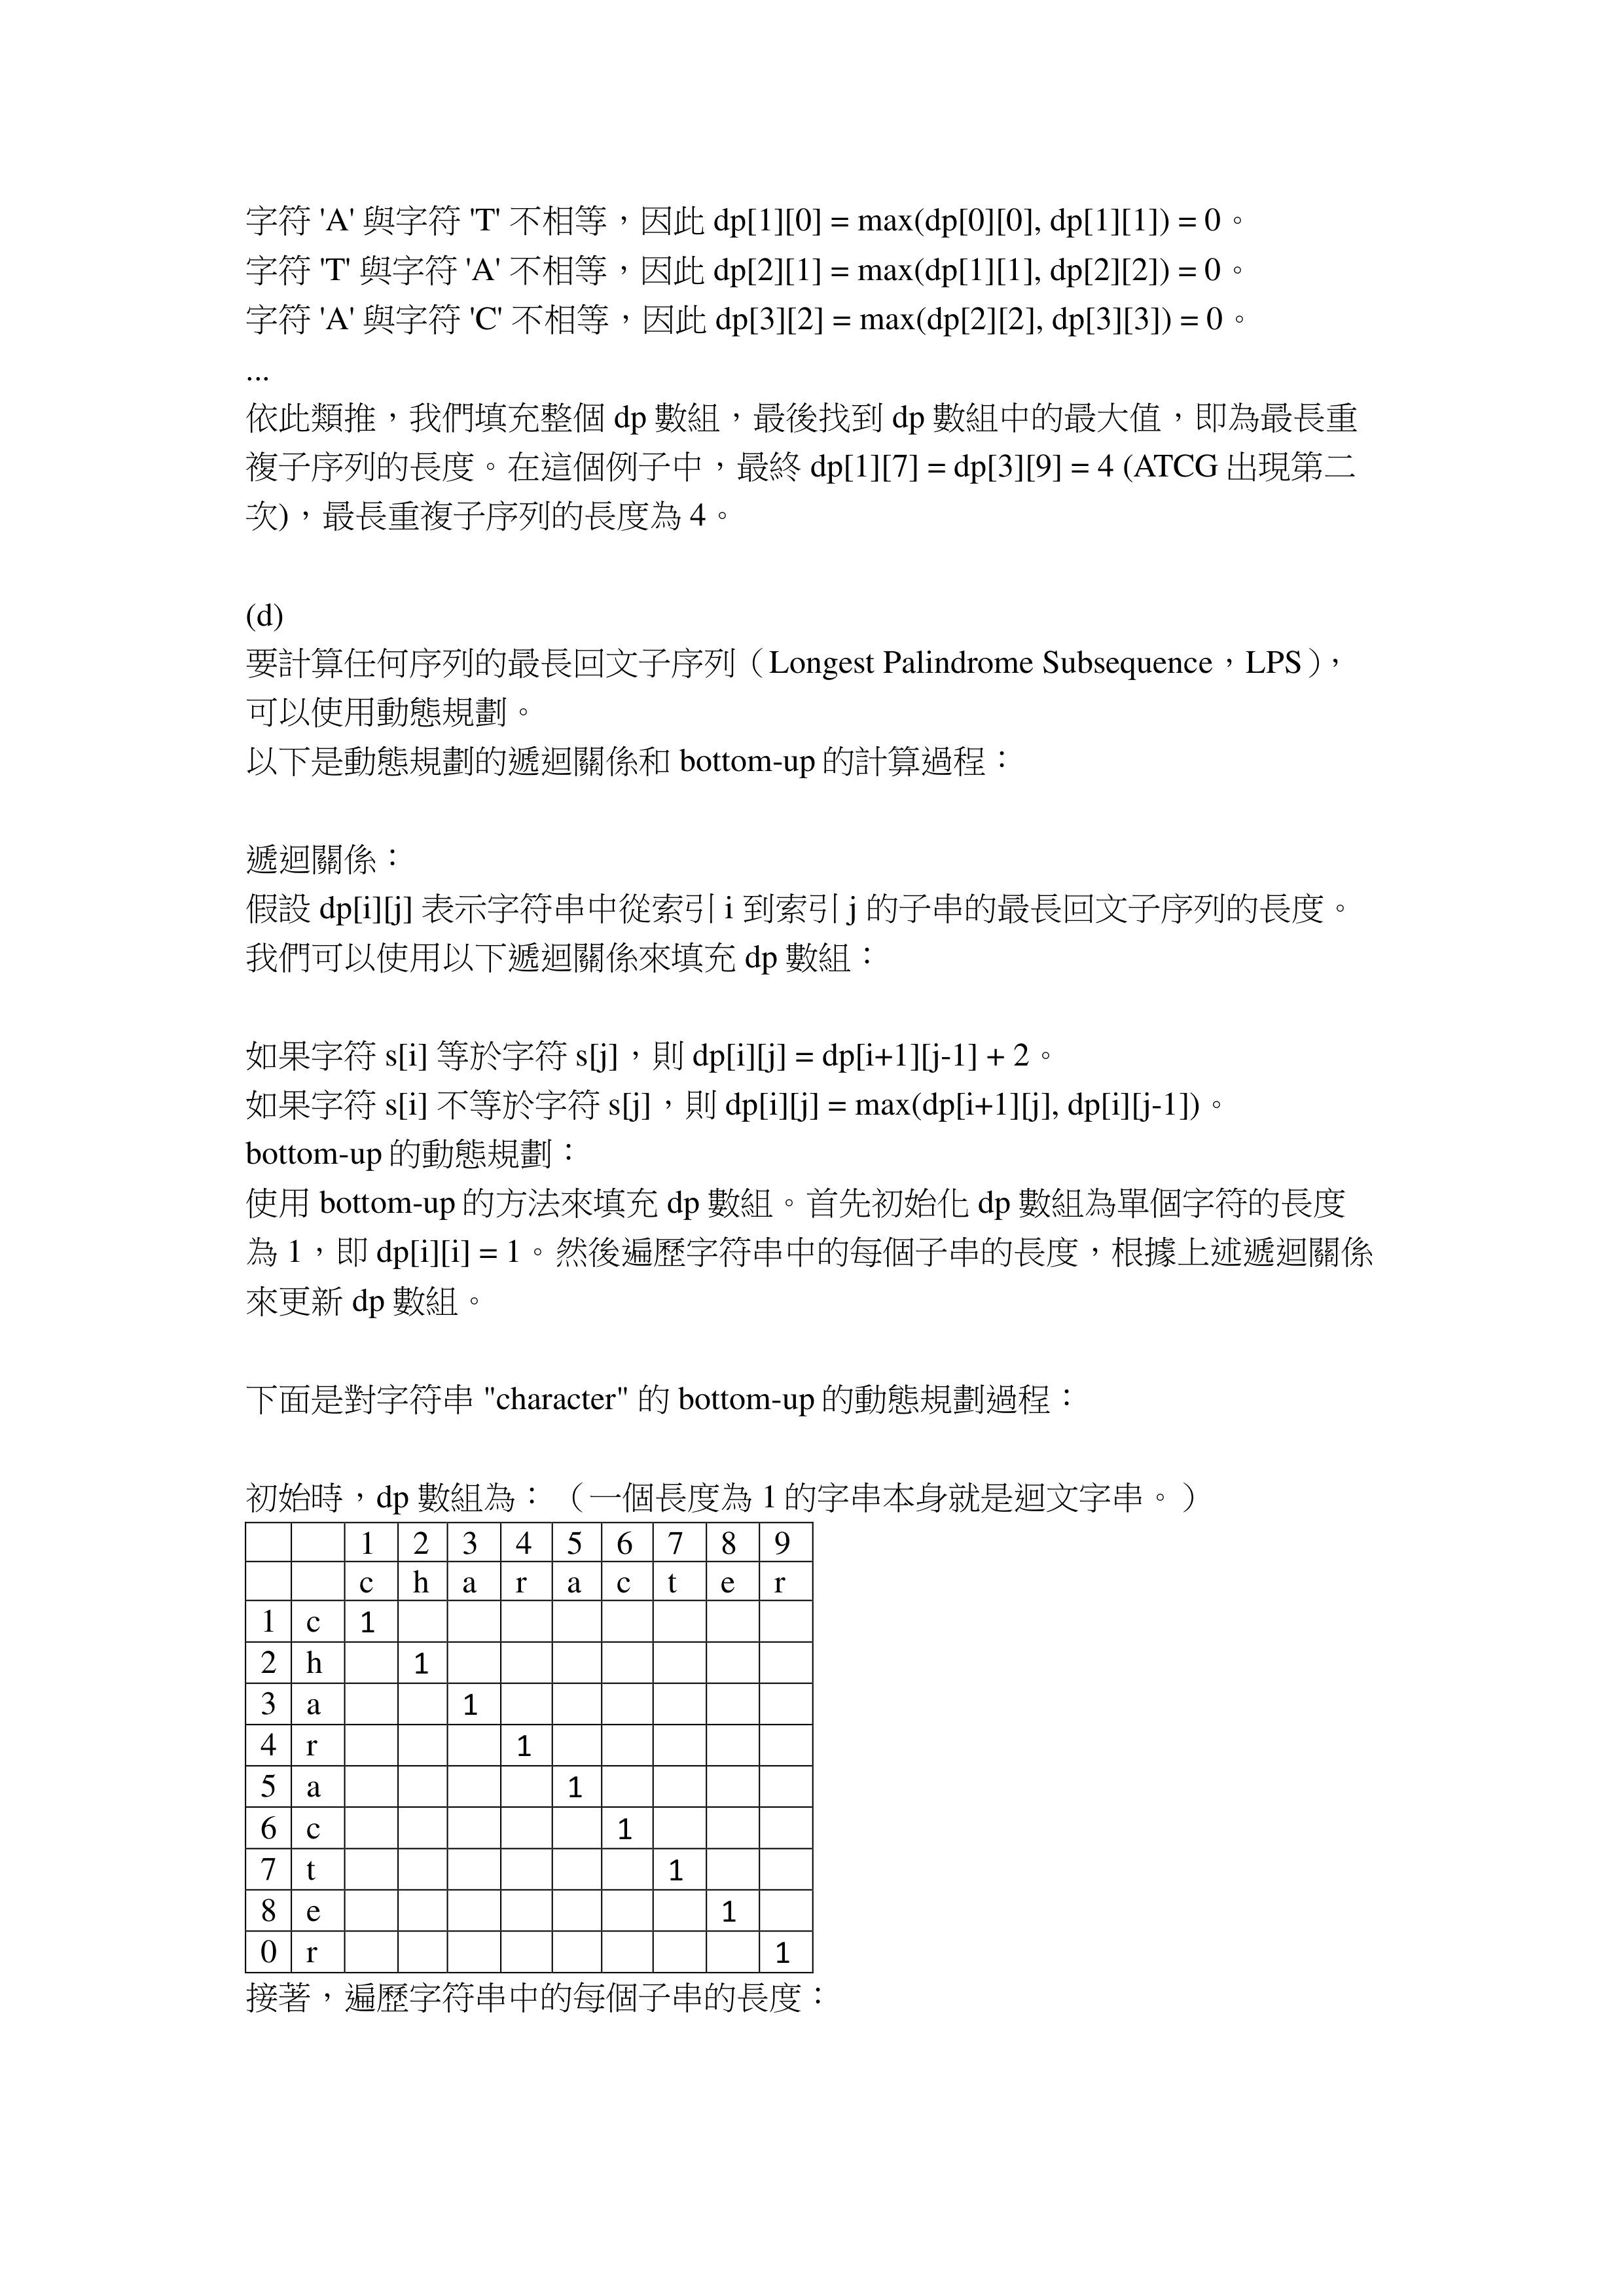 字符 'A' 與字符 'T' 不相等，因此 dp[1][0] = max(dp[0][0], dp[1][1]) = 0。
字符 'T' 與字符 'A' 不相等，因此 dp[2][1] = max(dp[1][1], dp[2][2]) = 0。
字符 'A' 與字符 'C' 不相等，因此 dp[3][2] = max(dp[2][2], dp[3][3]) = 0。
...
依此類推，我們填充整個 dp 數組，最後找到 dp 數組中的最大值，即為最長重
複子序列的長度。在這個例子中，最終 dp[1][7] = dp[3][9] = 4 (ATCG 出現第二
次)，最長重複子序列的長度為 4。
(d)
要計算任何序列的最長回文子序列（Longest Palindrome Subsequence，LPS），
可以使用動態規劃。
以下是動態規劃的遞迴關係和 bottom-up 的計算過程：
遞迴關係：
假設 dp[i][j] 表示字符串中從索引 i 到索引 j 的子串的最長回文子序列的長度。
我們可以使用以下遞迴關係來填充 dp 數組：
如果字符 s[i] 等於字符 s[j]，則 dp[i][j] = dp[i+1][j-1] + 2。
如果字符 s[i] 不等於字符 s[j]，則 dp[i][j] = max(dp[i+1][j], dp[i][j-1])。
bottom-up 的動態規劃：
使用 bottom-up 的方法來填充 dp 數組。首先初始化 dp 數組為單個字符的長度
為 1，即 dp[i][i] = 1。然後遍歷字符串中的每個子串的長度，根據上述遞迴關係
來更新 dp 數組。
下面是對字符串 "character" 的 bottom-up 的動態規劃過程：
初始時，dp 數組為：（一個長度為 1 的字串本身就是迴文字串。）
1 2 3 4 5 6 7 8 9
c h a r a c t e r
1 c 1
2 h 1
3 a 1
4 r 1
5 a 1
6 c 1
7 t 1
8 e 1
0 r 1
接著，遍歷字符串中的每個子串的長度：